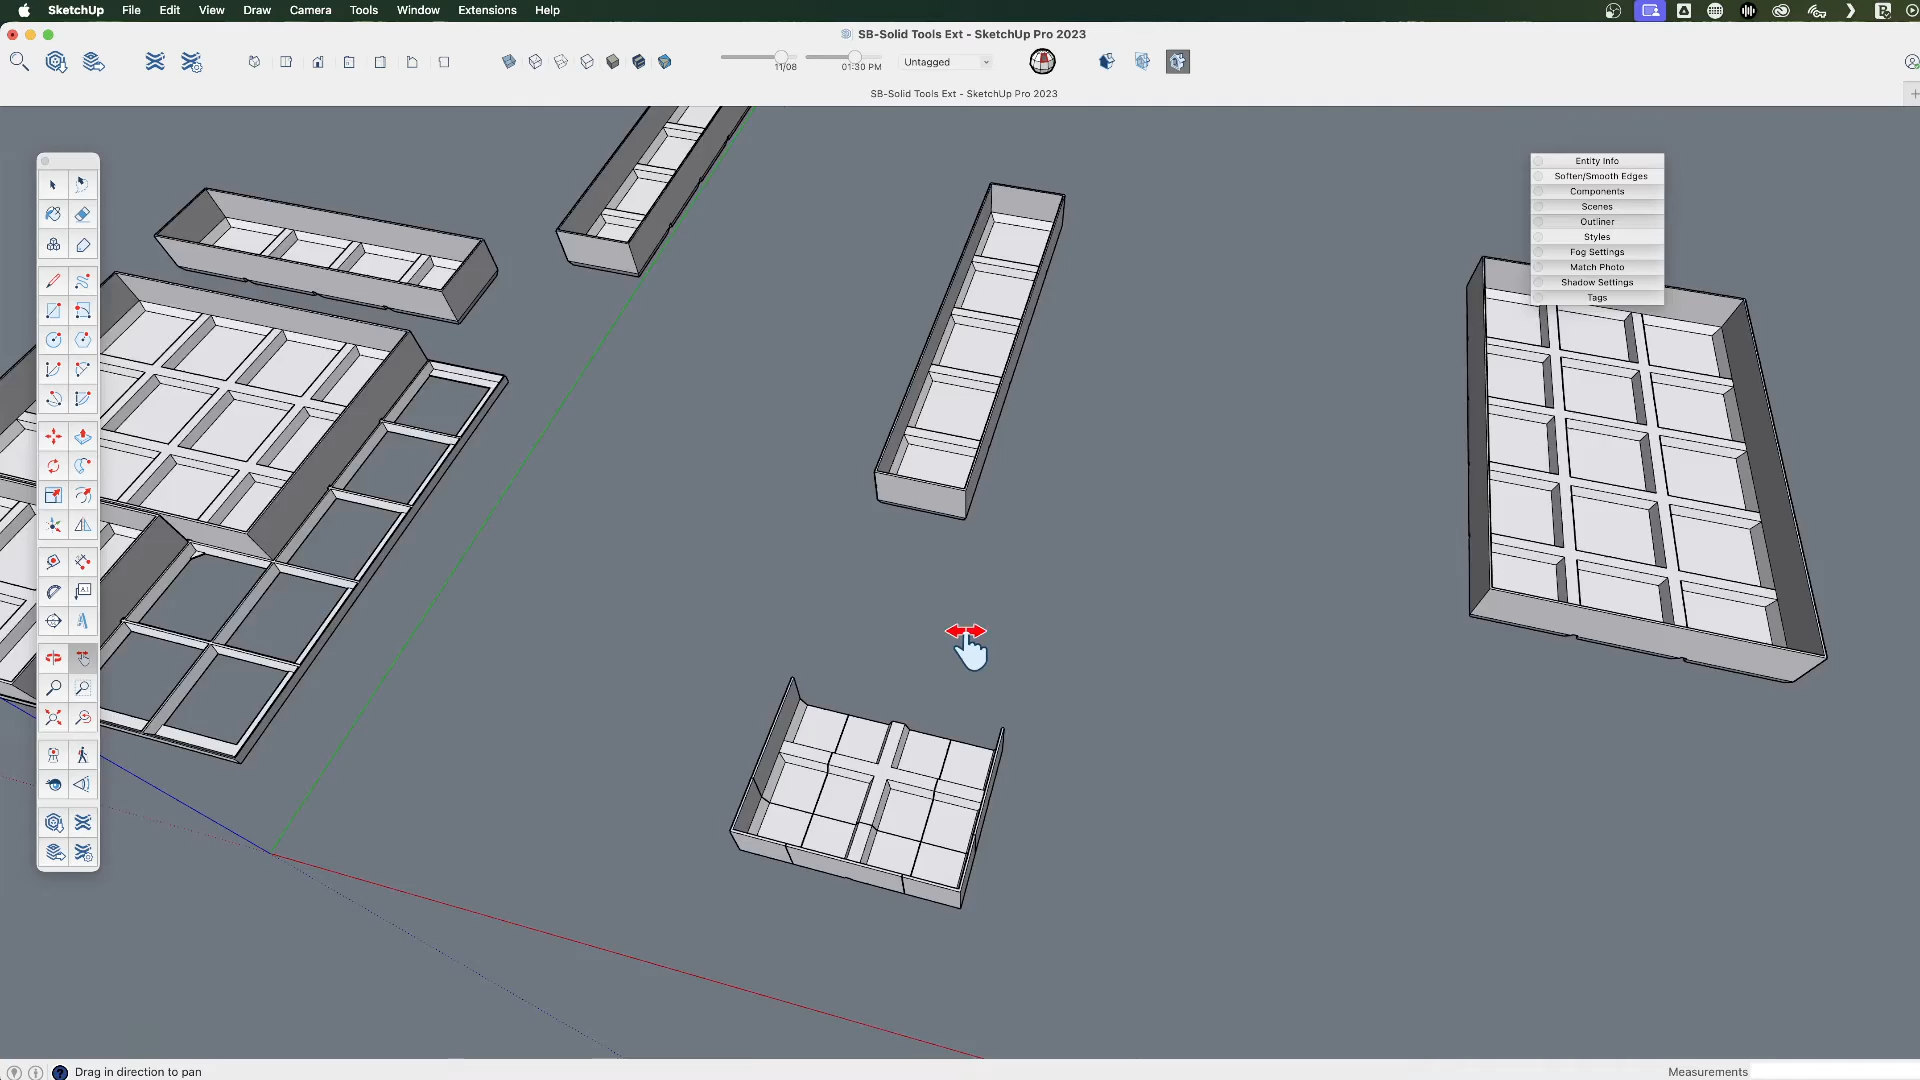 SketchUp File Edit View Draw Camera Tools Window Extensions Help
SB-Solid Tools Ext - SketchUp Pro 2023
11/08
01:30 PM
Untagged
SB-Solid Tools Ext - SketchUp Pro 2023
Entity Info
Soften/Smooth Edges
Components
Scenes
Outliner
Styles
Fog Settings
Match Photo
Shadow Settings
Tags
Drag in direction to pan
Measurements